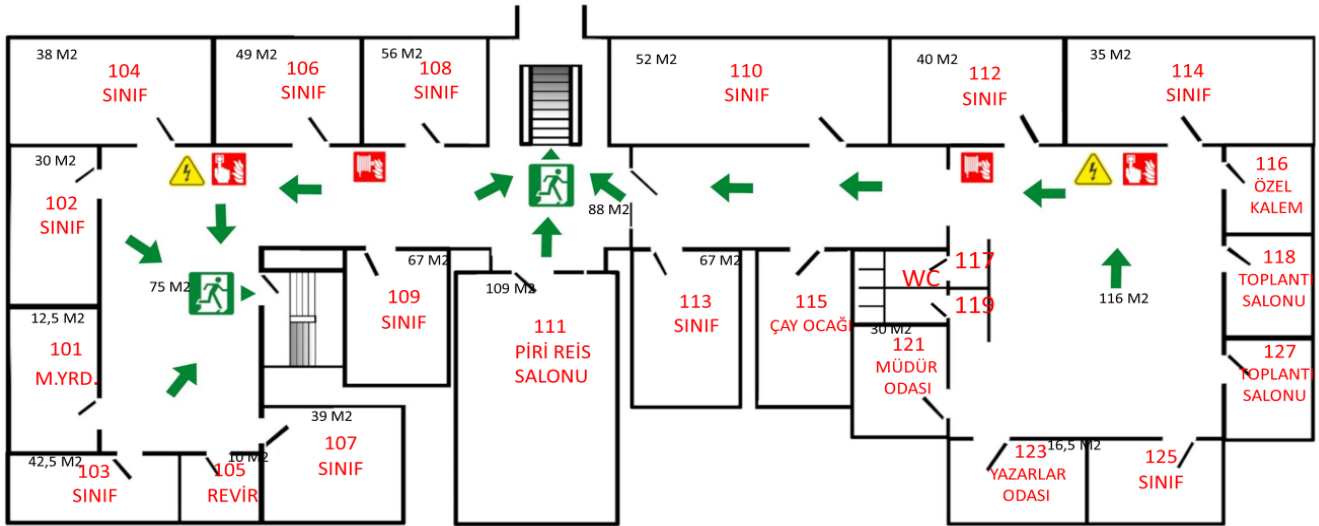 38 M2
104
SINIF
49 M2
106
SINIF
56 M2
108
SINIF
52 M2
110
SINIF
40 M2
112
SINIF
35 M2
114
SINIF
30 M2
102
SINIF
116
ÖZEL
KALEM
88 M2
75 M2
67 M2
109
SINIF
109 M2
111
PİRİ REİS
SALONU
67 M2
113
SINIF
115
ÇAY OCAĞI
WC
117
119
116 M2
118
TOPLANTI
SALONU
12,5 M2
101
M.YRD.
30 M2
121
MÜDÜR
ODASI
127
TOPLANTI
SALONU
42,5 M2
103
SINIF
10 M2
105
REVİR
39 M2
107
SINIF
16,5 M2
123
YAZARLAR
ODASI
125
SINIF